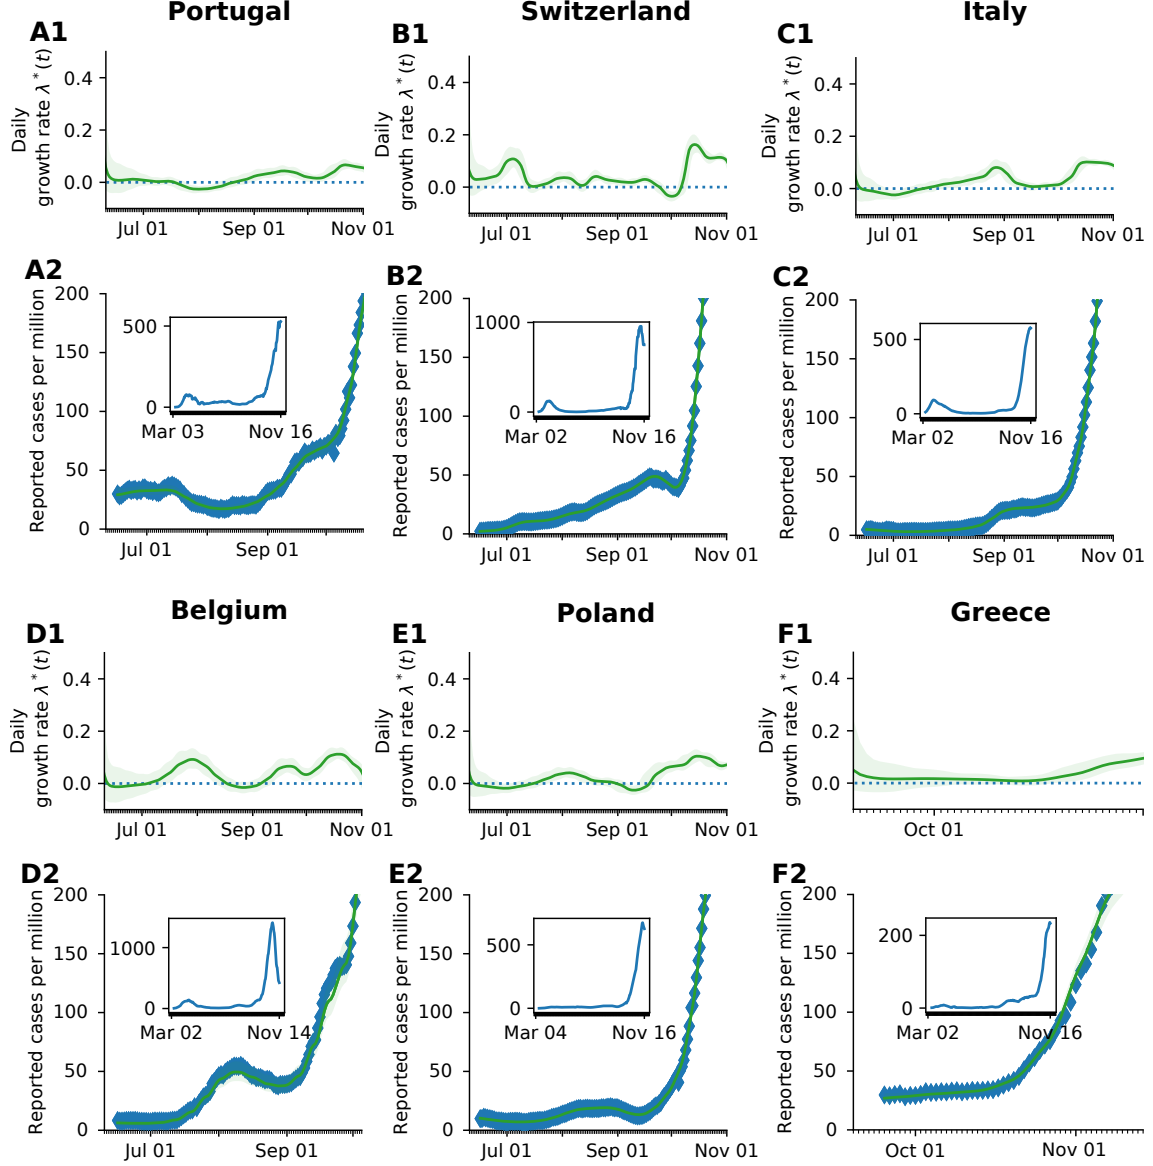 Portugal
Switzerland
Italy
A1
B1
C1
Daily
growth rate λ*(t)
0.4
0.2
0.0
Jul 01
Sep 01
Nov 01
Daily
growth rate λ*(t)
0.4
0.2
0.0
Jul 01
Sep 01
Nov 01
Daily
growth rate λ*(t)
0.4
0.2
0.0
Jul 01
Sep 01
Nov 01
A2
B2
C2
Reported cases per million
200
150
100
50
0
500
0
Mar 03
Nov 16
Jul 01
Sep 01
Reported cases per million
200
150
100
50
0
1000
0
Mar 02
Nov 16
Jul 01
Sep 01
Nov 01
Reported cases per million
200
150
100
50
0
500
0
Mar 02
Nov 16
Jul 01
Sep 01
Nov 01
Belgium
Poland
Greece
D1
E1
F1
Daily
growth rate λ*(t)
0.4
0.2
0.0
Jul 01
Sep 01
Nov 01
Daily
growth rate λ*(t)
0.4
0.2
0.0
Jul 01
Sep 01
Nov 01
Daily
growth rate λ*(t)
0.4
0.2
0.0
Oct 01
D2
E2
F2
Reported cases per million
200
150
100
50
0
1000
0
Mar 02
Nov 14
Jul 01
Sep 01
Reported cases per million
200
150
100
50
0
500
0
Mar 04
Nov 16
Jul 01
Sep 01
Nov 01
Reported cases per million
200
150
100
50
0
200
0
Mar 02
Nov 16
Oct 01
Nov 01